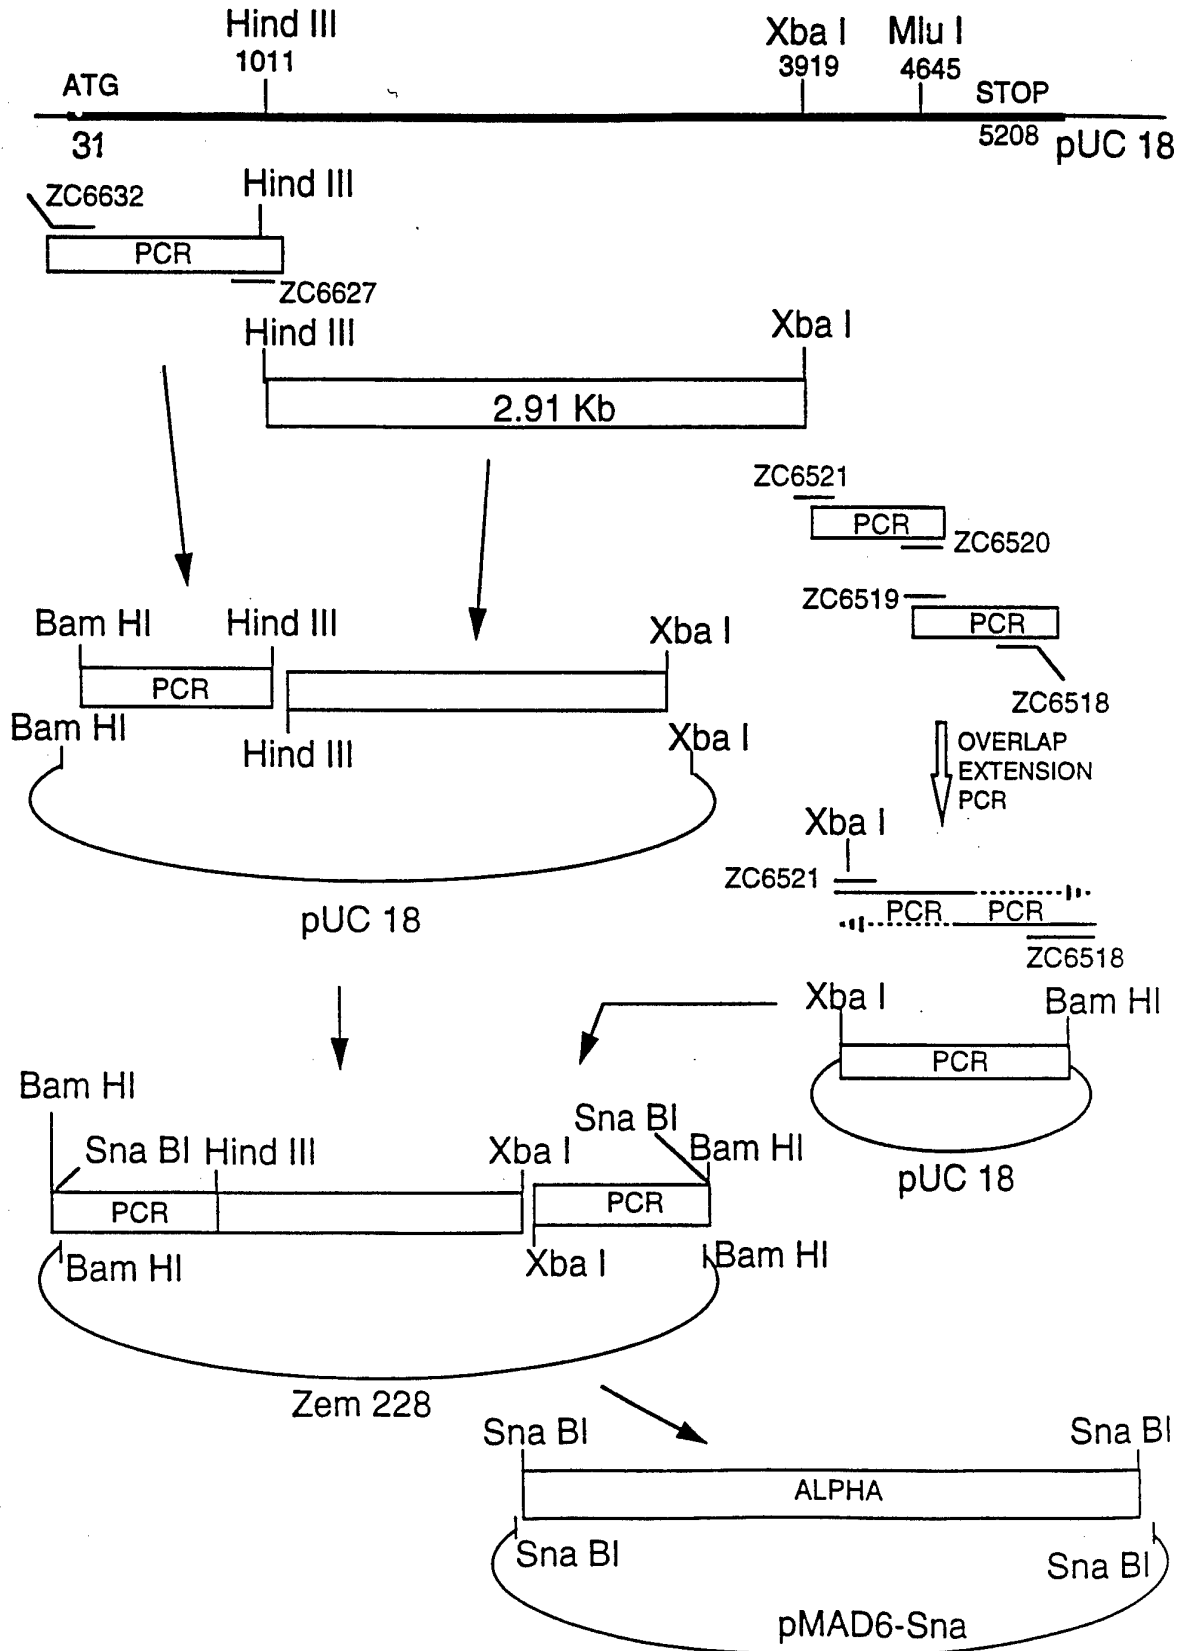 Hind III
1011
Xba I
3919
Mlu I
4645
ATG
STOP
31
5208
pUC 18
ZC6632
Hind III
PCR
ZC6627
Hind III
Xba I
2.91 Kb
ZC6521
PCR
ZC6520
ZC6519
PCR
ZC6518
Bam HI
Hind III
Xba I
PCR
Bam HI
Hind III
Xba I
pUC 18
OVERLAP
EXTENSION
PCR
Xba I
ZC6521
PCR PCR
ZC6518
Xba I
Bam HI
PCR
pUC 18
Bam HI
Sna BI
Hind III
Xba I
Sna BI
Bam HI
PCR
PCR
Bam HI
Xba I
Bam HI
Zem 228
Sna BI
Sna BI
ALPHA
Sna BI
Sna BI
pMAD6-Sna